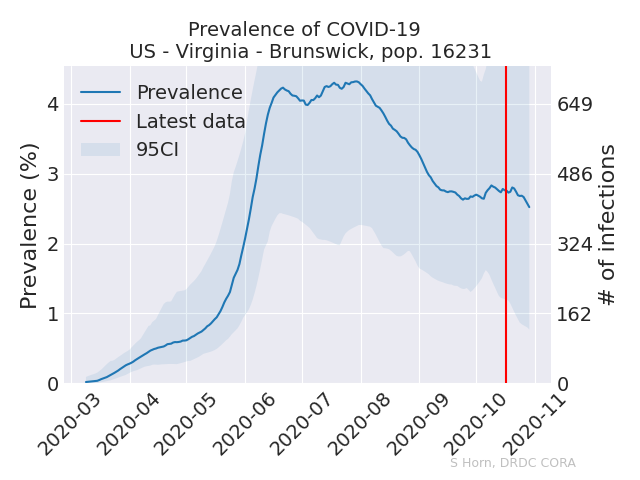 Prevalence of COVID-19
US - Virginia - Brunswick, pop. 16231
Prevalence
Latest data
95CI
Prevalence (%)
4
3
2
1
0
649
486
324
162
0
# of infections
2020-03
2020-04
2020-05
2020-06
2020-07
2020-08
2020-09
2020-10
2020-11
S Horn, DRDC CORA